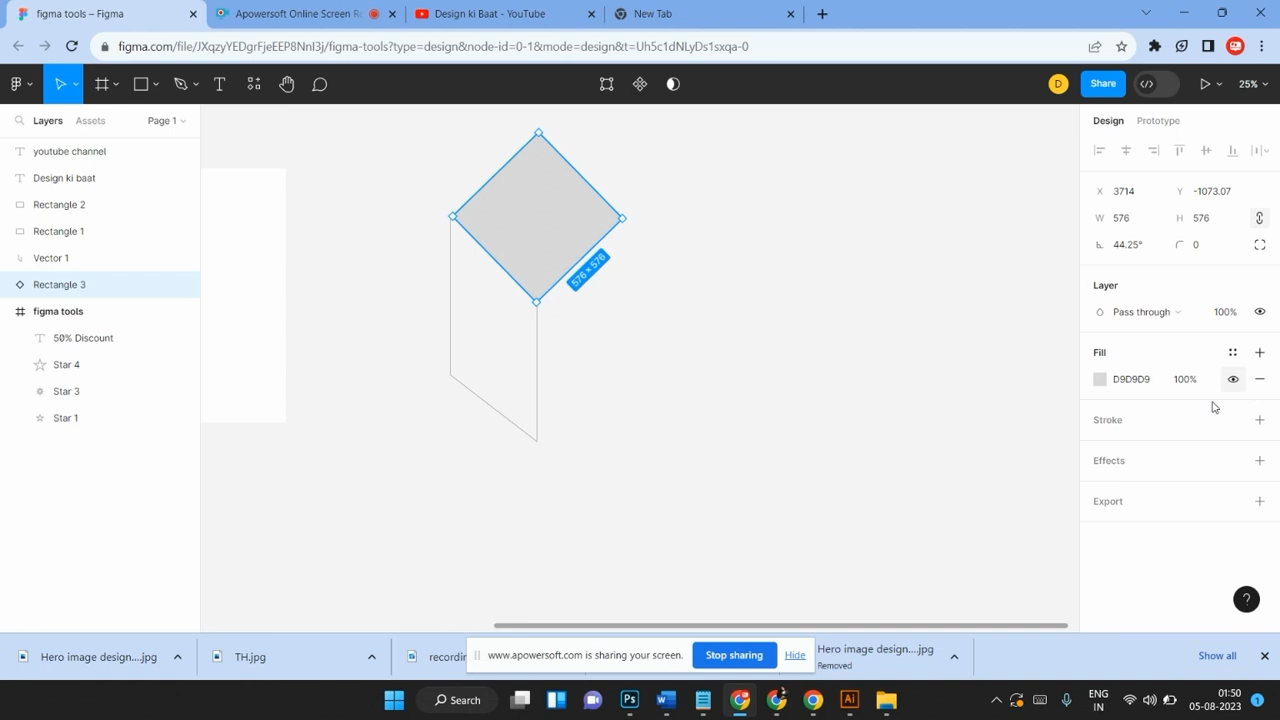 figma tools – Figma
Apowersoft Online Screen Re
Design ki Baat - YouTube
New Tab
figma.com/file/JXqzyYEDgrFjeEEP8NnI3j/figma-tools?type=design&node-id=0-1&mode=design&t=Uh5c1dNLyDs1sxqa-0
D
Share
25%
Layers
Assets
Page 1
Design
Prototype
youtube channel
Design ki baat
Rectangle 2
Rectangle 1
Vector 1
Rectangle 3
figma tools
50% Discount
Star 4
Star 3
Star 1
576 × 576
X 3714 Y -1073.07
W 576 H 576
44.25° 0
Layer
Pass through 100%
Fill
D9D9D9 100%
Stroke
Effects
Export
?
Hero image design....jpg
TH.jpg
recordin
www.apowersoft.com is sharing your screen.
Stop sharing
Hide
Hero image design....jpg
Removed
Show all
Search
Ps
W
Ai
ENG
IN
01:50
05-08-2023
1